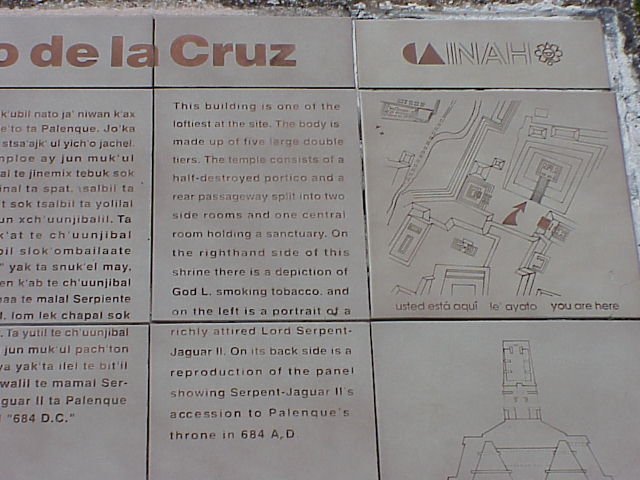 o de la Cruz
INAH
k'ubil nato ja' niwan k'ax
e'to ta Palenque. Jo'ka
stsa'ajk' ul yich'o jachel.
mploe ay jun muk'ul
ai te jinemix tebuk sok
inal ta spat, tsalbil ta
t sok tsalbil ta yolilal
un xch'uunjibalil. Ta
k'at te ch'uunjibal
bil slok'ombailaate
" yak ta snuk'el may,
en k'ab te ch'uunjibal
aa te malal Serpiente
I. lom lek chapal sok
. Ta yutil te ch'uunjibal
jun muk'ul pach'ton
ya yak'ta ilel te bit'il
walil te mamal Ser-
guar II ta Palenque
"684 D.C."
This building is one of the
loftiest at the site. The body is
made up of five large double
tiers. The temple consists of a
half-destroyed portico and a
rear passageway split into two
side rooms and one central
room holding a sanctuary. On
the righthand side of this
shrine there is a depiction of
God L. smoking tobacco. and
on the left is a portrait of a
richly attired Lord Serpent-
Jaguar II. On its back side is a
reproduction of the panel
showing Serpent-Jaguar II's
accession to Palenque's
throne in 684 A.D.
usted está aquí le' ayato you are here